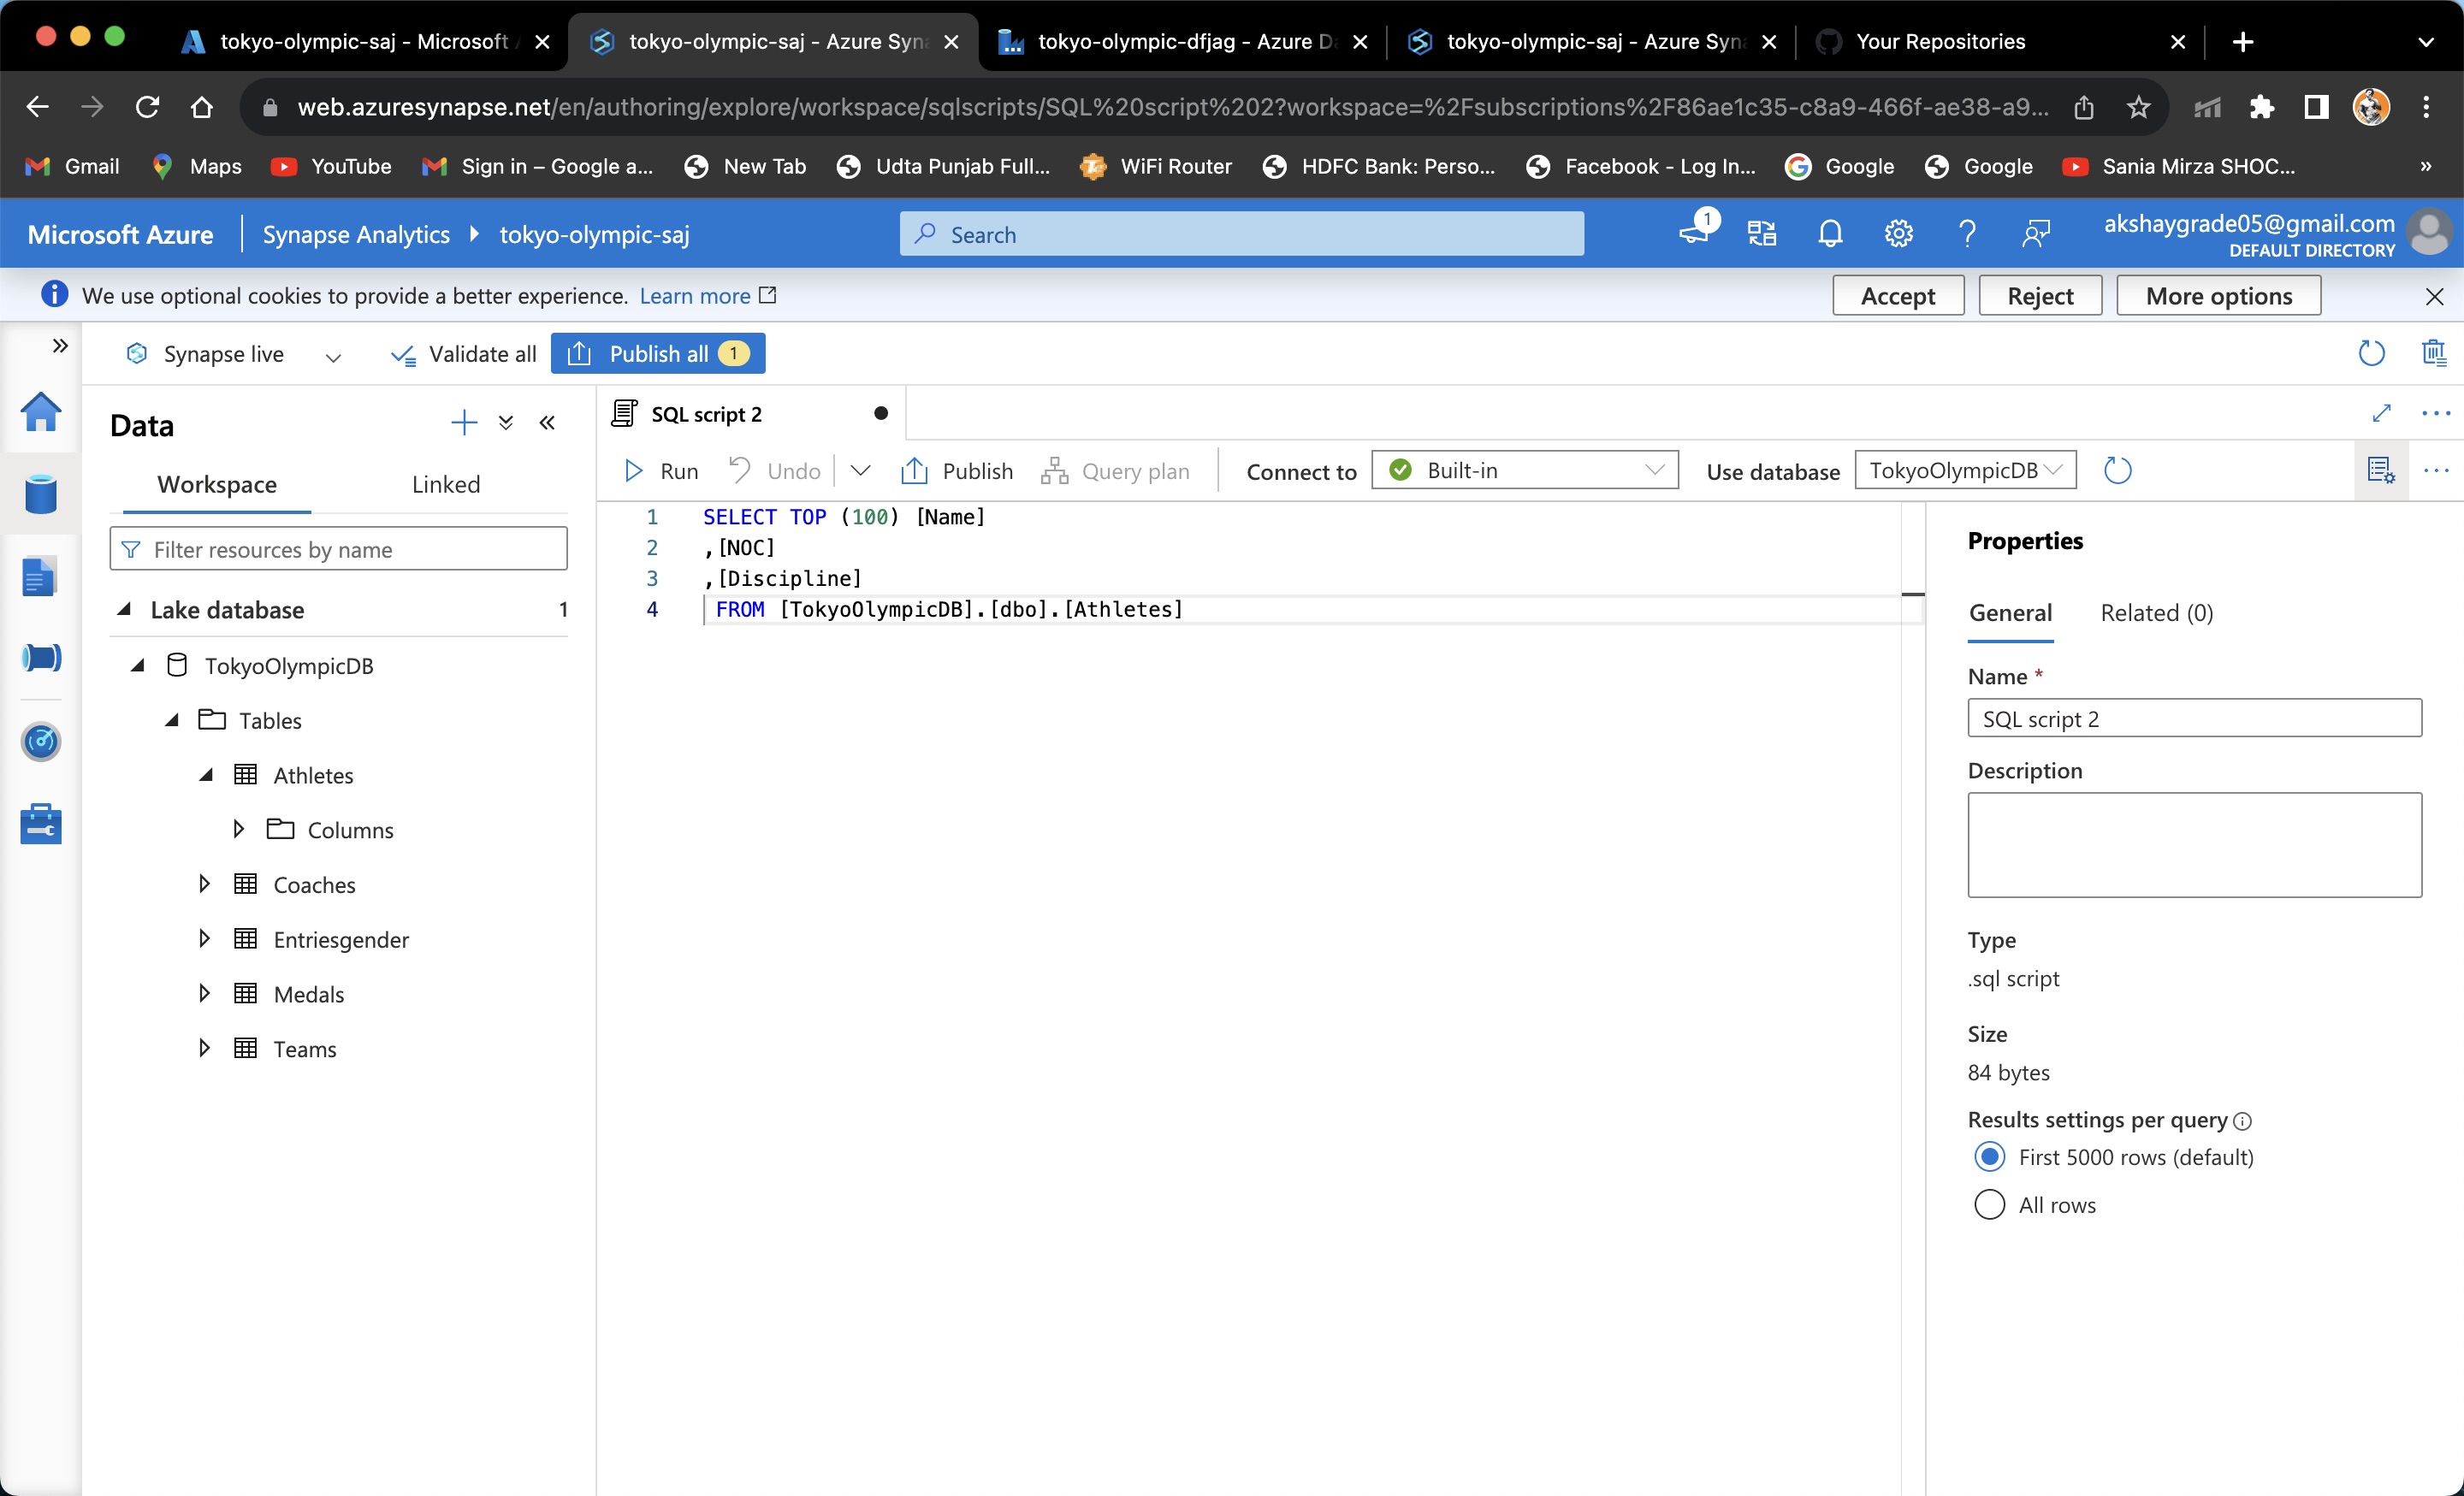 tokyo-olympic-saj - Microsoft
tokyo-olympic-saj - Azure Syn
tokyo-olympic-dfjag - Azure D
tokyo-olympic-saj - Azure Syn
Your Repositories
web.azuresynapse.net/en/authoring/explore/workspace/sqlscripts/SQL%20script%202?workspace=%2Fsubscriptions%2F86ae1c35-c8a9-466f-ae38-a9...
Gmail
Maps
YouTube
Sign in – Google a...
New Tab
Udta Punjab Full...
WiFi Router
HDFC Bank: Perso...
Facebook - Log In...
Google
Google
Sania Mirza SHOC...
»
Microsoft Azure
Synapse Analytics
tokyo-olympic-saj
Search
1
akshaygrade05@gmail.com
DEFAULT DIRECTORY
We use optional cookies to provide a better experience. Learn more
Accept
Reject
More options
Synapse live
Validate all
Publish all 1
Data
Workspace
Linked
Filter resources by name
Lake database 1
TokyoOlympicDB
Tables
Athletes
Columns
Coaches
Entriesgender
Medals
Teams
SQL script 2
Run
Undo
Publish
Query plan
Connect to
Built-in
Use database
TokyoOlympicDB
1 SELECT TOP (100) [Name]
2 ,[NOC]
3 ,[Discipline]
4 FROM [TokyoOlympicDB].[dbo].[Athletes]
Properties
General
Related (0)
Name *
SQL script 2
Description
Type
.sql script
Size
84 bytes
Results settings per query
First 5000 rows (default)
All rows